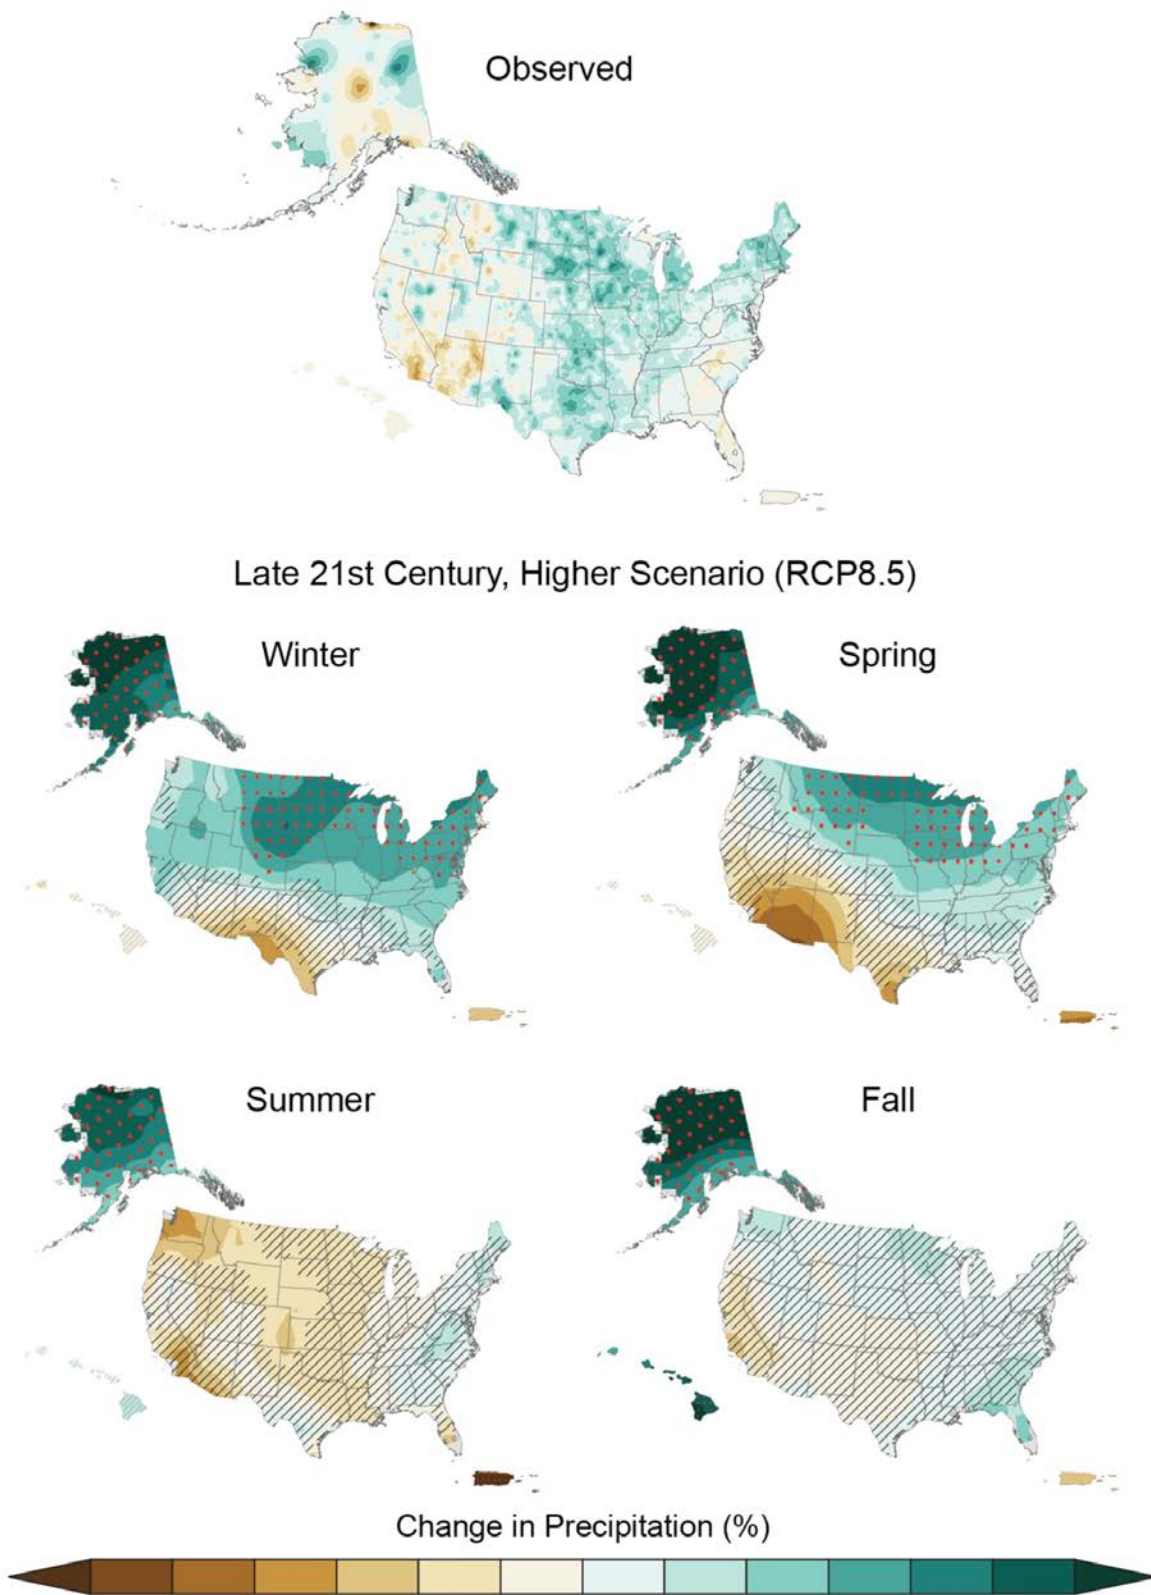 Observed
Late 21st Century, Higher Scenario (RCP8.5)
Winter
Spring
Summer
Fall
Change in Precipitation (%)